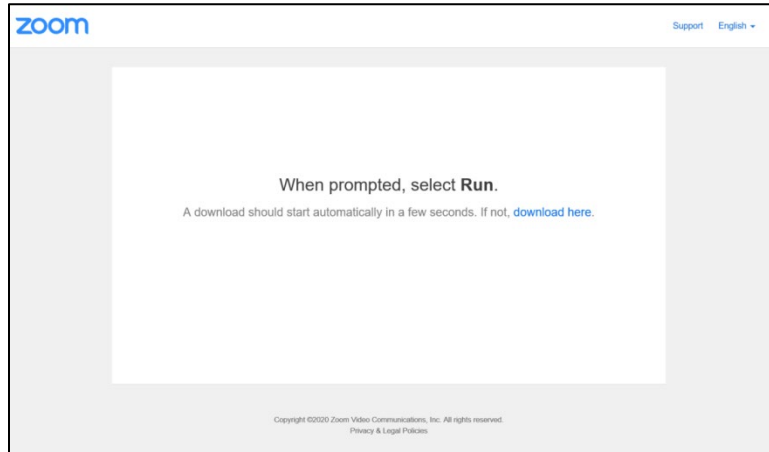 zoom
Support English
When prompted, select Run.
A download should start automatically in a few seconds. If not, download here.
Copyright ©2020 Zoom Video Communications, Inc. All rights reserved.
Privacy & Legal Policies